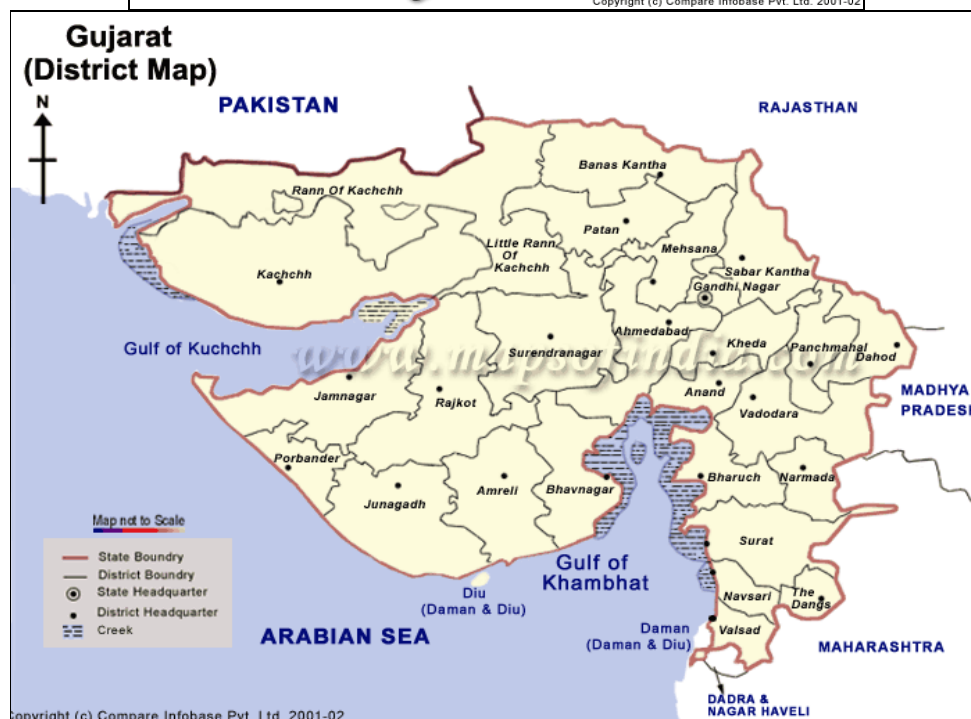 Copyright (c) Compare Infobase Pvt. Ltd. 2001-02
Gujarat
(District Map)
N
PAKISTAN
RAJASTHAN
Banas Kantha
Rann Of Kachchh
Patan
Little Rann
Of
Kachchh
Mehsana
Sabar Kantha
Kachchh
Gandhi Nagar
Ahmedabad
Gulf of Kuchchh
Surendranagar
Kheda
Panchmahal
Dahod
www.mapsofindia.com
Jamnagar
Rajkot
Anand
Vadodara
MADHYA
PRADESH
Porbander
Junagadh
Amreli
Bhavnagar
Bharuch
Narmada
Map not to Scale
State Boundry
District Boundry
State Headquarter
District Headquarter
Creek
Surat
Gulf of
Khambhat
Diu
(Daman & Diu)
Navsari
The
Dangs
ARABIAN SEA
Daman
(Daman & Diu)
Valsad
MAHARASHTRA
DADRA &
NAGAR HAVELI
Copyright (c) Compare Infobase Pvt. Ltd. 2001-02